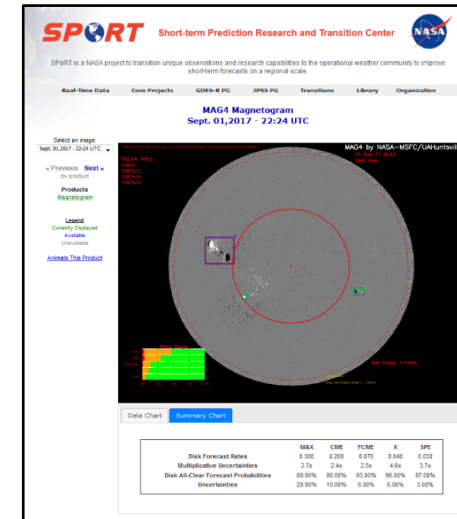 SPoRT
Short-term Prediction Research and Transition Center
NASA
SPoRT is a NASA project to transition unique observations and research capabilities to the operational weather community to improve
short-term forecasts on a regional scale.
Real-Time Data Core Projects GOES-R PG JPSS PG Transitions Library Organization
MAG4 Magnetogram
Sept. 01,2017 - 22:24 UTC
Select an image:
Sept. 01,2017 - 22:24 UTC
« Previous Next »
by product
Products
Magnetogram
Legend
Currently Displayed
Available
Unavailable
Animate This Product
MAG4 by NASA-MSFC/UAHuntsvil
Data Chart Summary Chart
M&X CME FCME X SPE
Disk Forecast Rates 0.300 0.200 0.070 0.040 0.030
Multiplicative Uncertainties 2.7x 2.4x 2.5x 4.6x 3.7x
Disk All-Clear Forecast Probabilities 80.00% 93.00% 96.00% 97.00%
Uncertainties 20.00% 10.00% 6.00% 6.00% 3.00%